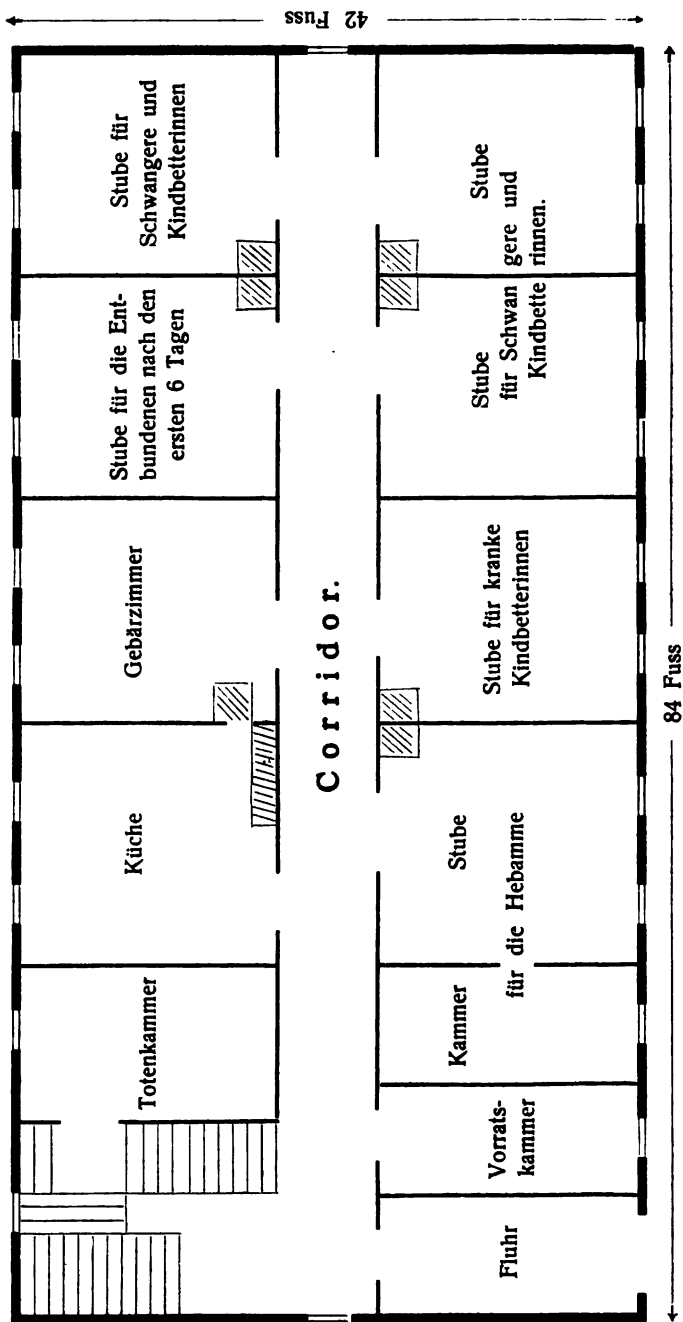 Totenkammer
Küche
Gebärzimmer
Stube für die Ent-
bundenen nach den
ersten 6 Tagen
Stube für
Schwangere und
Kindbetterinnen
42 Fuss
Corridor.
Fluhr
Vorrats-
kammer
Kammer
Stube
für die Hebamme
Stube für kranke
Kindbetterinnen
Stube
für Schwan
Kindbette
Stube
gere und
rinnen.
84 Fuss